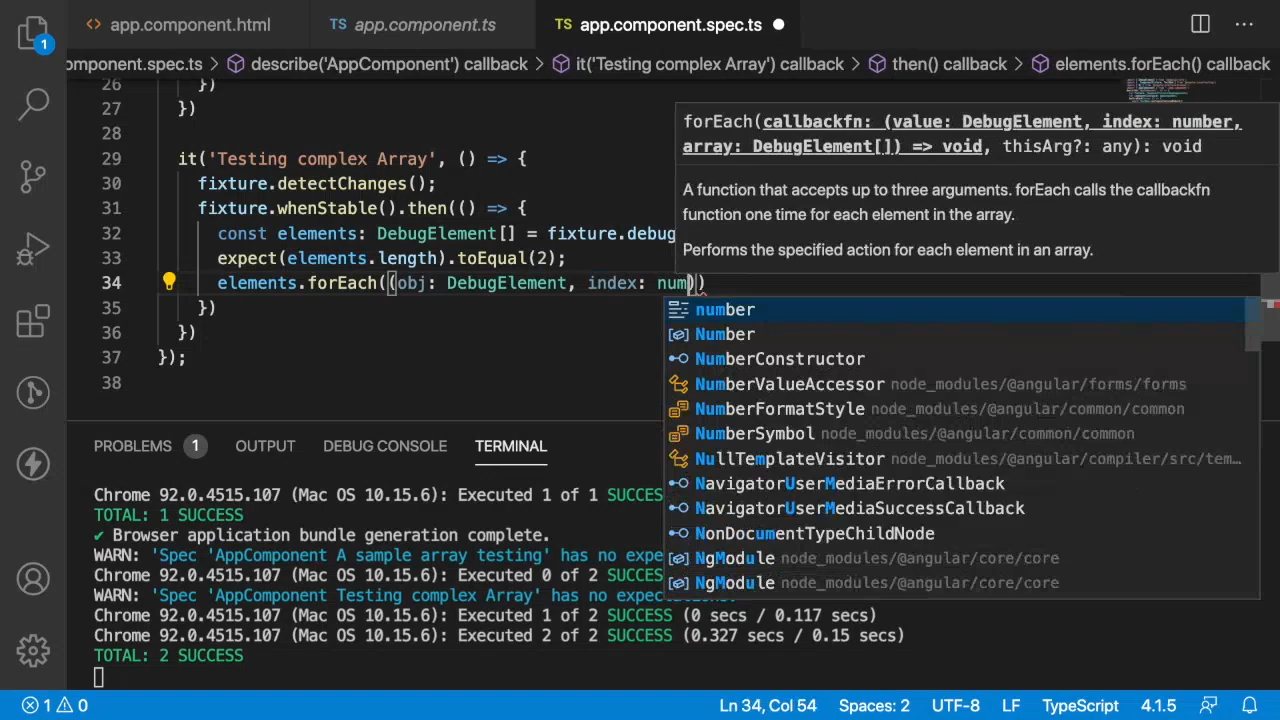 1
<> app.component.html
TS app.component.ts
TS app.component.spec.ts
omponent.spec.ts > describe('AppComponent') callback > it('Testing complex Array') callback > then() callback > elements.forEach() callback
26 })
27 })
28
29 it('Testing complex Array', () => {
30 fixture.detectChanges();
31 fixture.whenStable().then(() => {
32 const elements: DebugElement[] = fixture.debug
33 expect(elements.length).toEqual(2);
34 elements.forEach((obj: DebugElement, index: num))
35 })
36 })
37 });
38
forEach(callbackfn: (value: DebugElement, index: number,
array: DebugElement[]) => void, thisArg?: any): void
A function that accepts up to three arguments. forEach calls the callbackfn
function one time for each element in the array.
Performs the specified action for each element in an array.
number
Number
NumberConstructor
NumberValueAccessor node_modules/@angular/forms/forms
NumberFormatStyle node_modules/@angular/common/common
NumberSymbol node_modules/@angular/common/common
NullTemplateVisitor node_modules/@angular/compiler/src/tem…
NavigatorUserMediaErrorCallback
NavigatorUserMediaSuccessCallback
NonDocumentTypeChildNode
NgModule node_modules/@angular/core/core
NgModule node_modules/@angular/core/core
PROBLEMS 1 OUTPUT DEBUG CONSOLE TERMINAL
Chrome 92.0.4515.107 (Mac OS 10.15.6): Executed 1 of 1 SUCCESS
TOTAL: 1 SUCCESS
✔ Browser application bundle generation complete.
WARN: 'Spec 'AppComponent A sample array testing' has no expe
Chrome 92.0.4515.107 (Mac OS 10.15.6): Executed 0 of 2 SUCCES
WARN: 'Spec 'AppComponent Testing complex Array' has no expectations.
Chrome 92.0.4515.107 (Mac OS 10.15.6): Executed 1 of 2 SUCCESS (0 secs / 0.117 secs)
Chrome 92.0.4515.107 (Mac OS 10.15.6): Executed 2 of 2 SUCCESS (0.327 secs / 0.15 secs)
TOTAL: 2 SUCCESS
1 0 Ln 34, Col 54 Spaces: 2 UTF-8 LF TypeScript 4.1.5